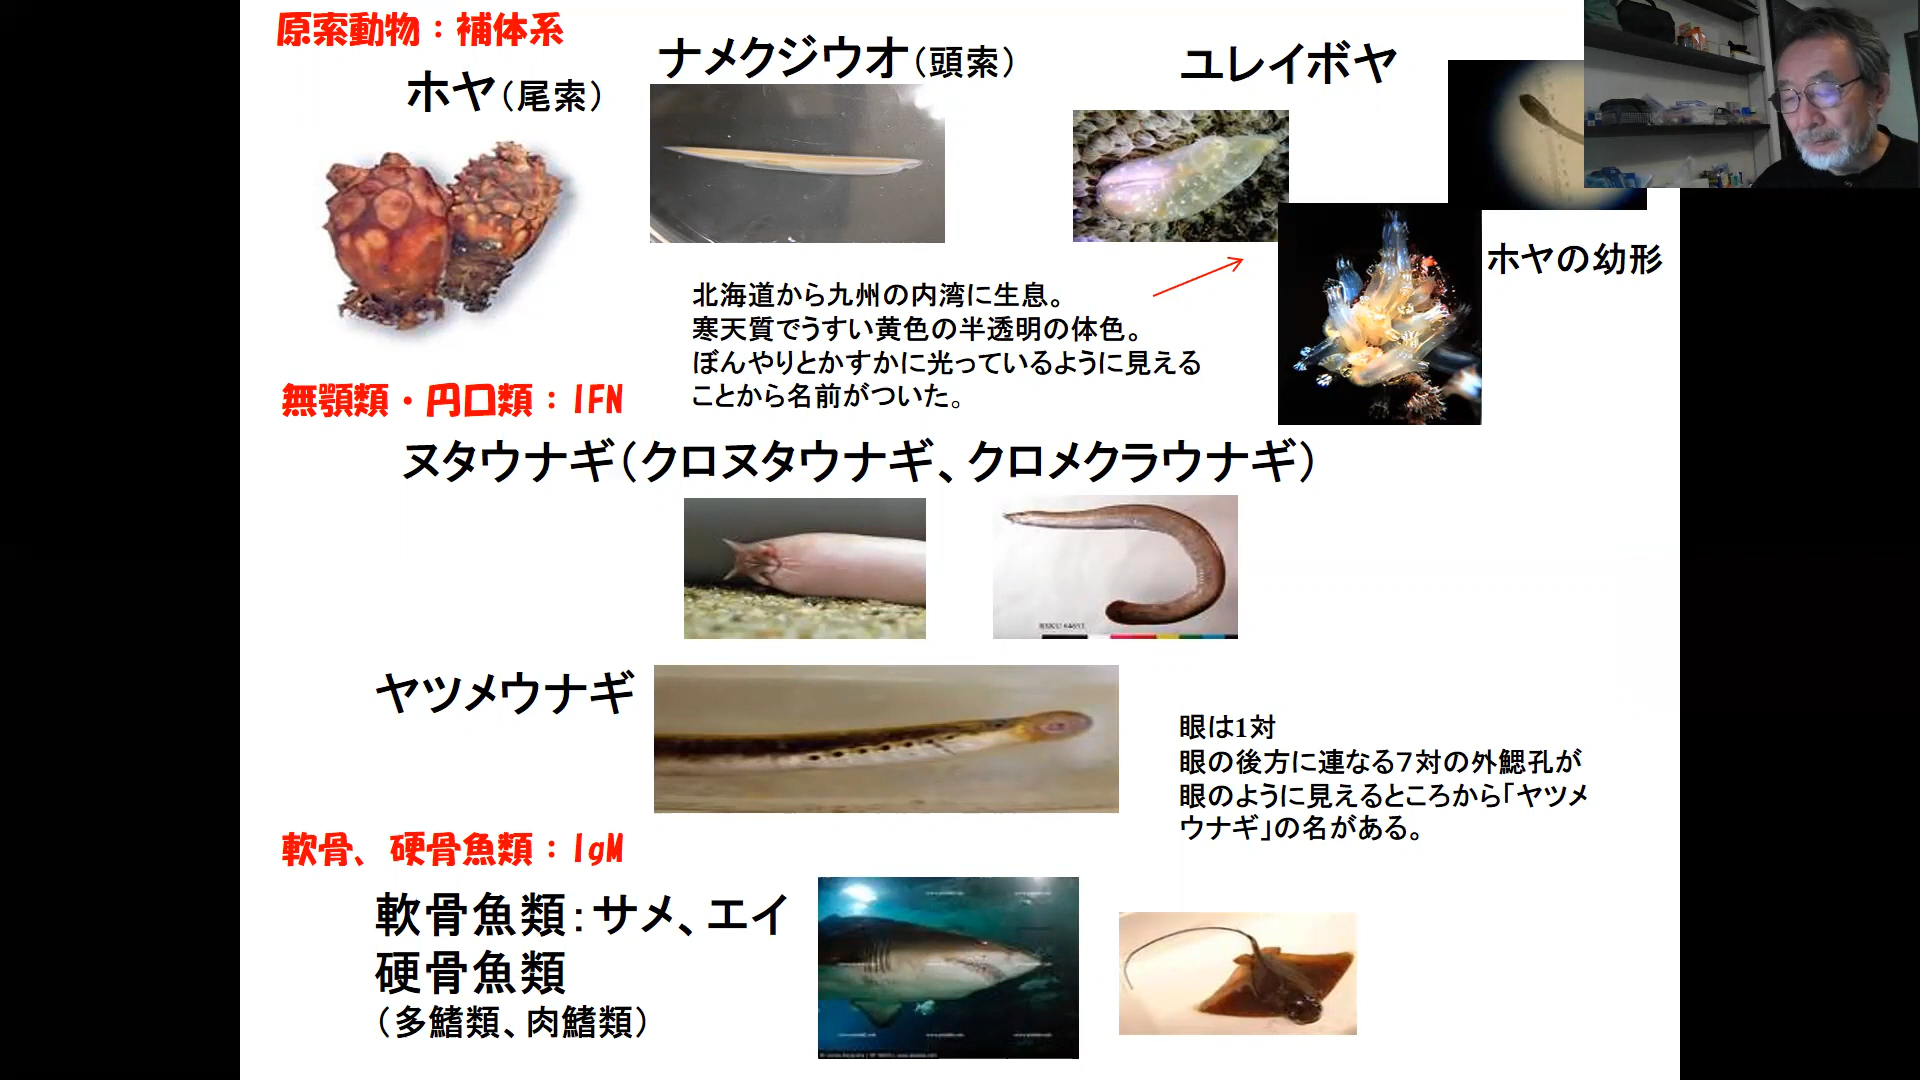 原索動物：補体系
ホヤ（尾索）
ナメクジウオ（頭索）
ユレイボヤ
ホヤの幼形
北海道から九州の内湾に生息。
寒天質でうすい黄色の半透明の体色。
ぼんやりとかすかに光っているように見える
ことから名前がついた。
無顎類・円口類：IFN
ヌタウナギ（クロヌタウナギ、クロメクラウナギ）
ヤツメウナギ
眼は1対
眼の後方に連なる７対の外鰓孔が
眼のように見えるところから「ヤツメ
ウナギ」の名がある。
軟骨、硬骨魚類：IgM
軟骨魚類：サメ、エイ
硬骨魚類
（多鰭類、肉鰭類）